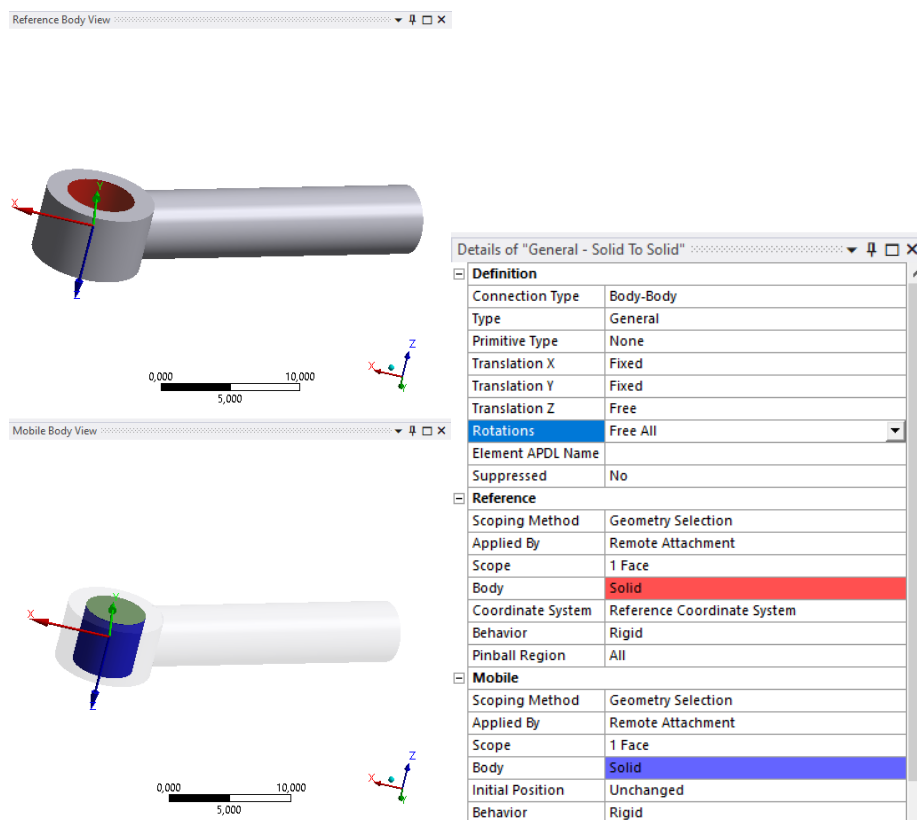 Reference Body View
X
Y
Z
Z
X
Y
0,000 10,000
5,000
Mobile Body View
Y
X
Z
Z
X
Y
0,000 10,000
5,000
Details of "General - Solid To Solid"
Definition
Connection Type Body-Body
Type General
Primitive Type None
Translation X Fixed
Translation Y Fixed
Translation Z Free
Rotations Free All
Element APDL Name
Suppressed No
Reference
Scoping Method Geometry Selection
Applied By Remote Attachment
Scope 1 Face
Body Solid
Coordinate System Reference Coordinate System
Behavior Rigid
Pinball Region All
Mobile
Scoping Method Geometry Selection
Applied By Remote Attachment
Scope 1 Face
Body Solid
Initial Position Unchanged
Behavior Rigid